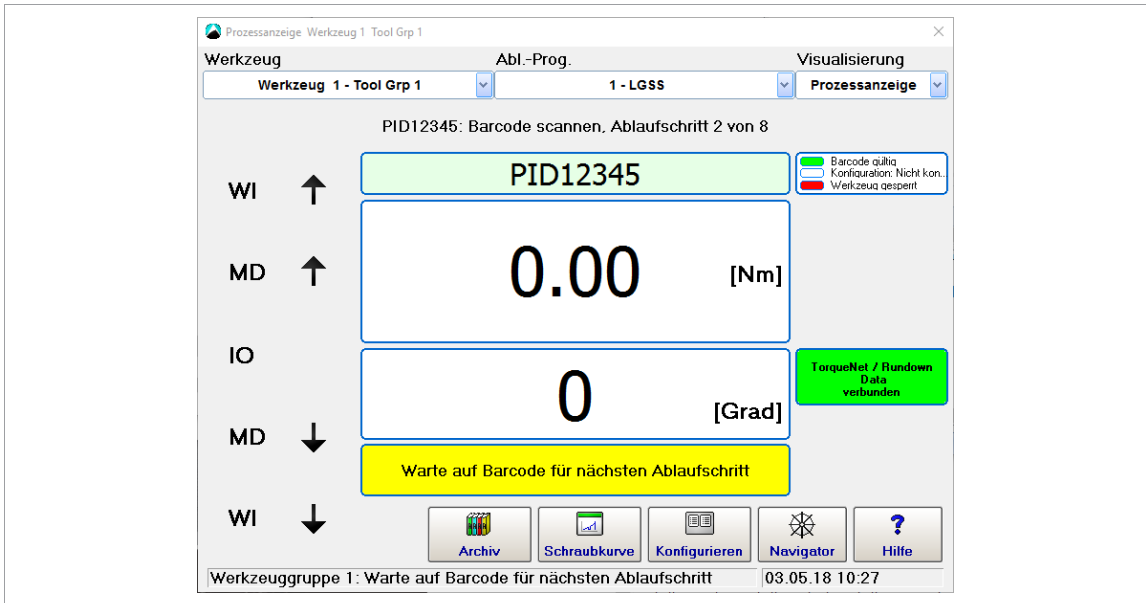 Prozessanzeige Werkzeug 1 Tool Grp 1
Werkzeug Abl.-Prog. Visualisierung
Werkzeug 1 - Tool Grp 1 1 - LGSS Prozessanzeige
PID12345: Barcode scannen, Ablaufschritt 2 von 8
PID12345
Barcode gültig
Konfiguration: Nicht kon..
Werkzeug gesperrt
WI
MD
0.00 [Nm]
IO
TorqueNet / Rundown
Data
verbunden
0 [Grad]
MD
Warte auf Barcode für nächsten Ablaufschritt
WI
Archiv Schraubkurve Konfigurieren Navigator Hilfe
Werkzeuggruppe 1: Warte auf Barcode für nächsten Ablaufschritt 03.05.18 10:27